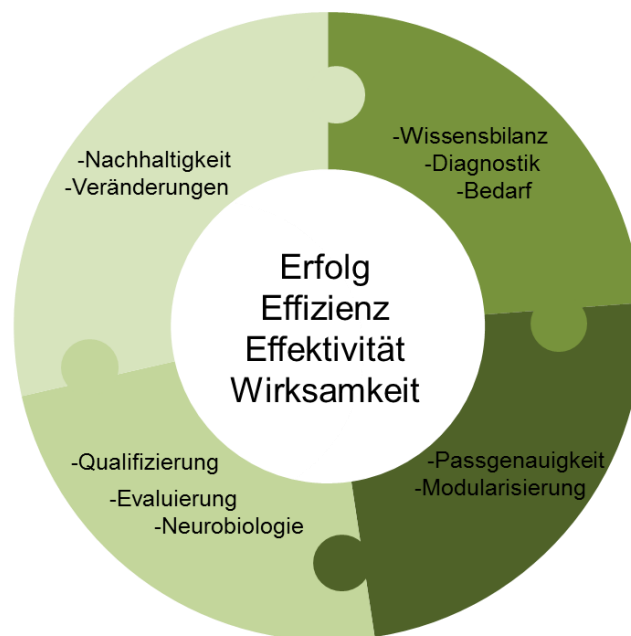 -Nachhaltigkeit
-Veränderungen
-Wissensbilanz
-Diagnostik
-Bedarf
Erfolg
Effizienz
Effektivität
Wirksamkeit
-Qualifizierung
-Evaluierung
-Neurobiologie
-Passgenauigkeit
-Modularisierung